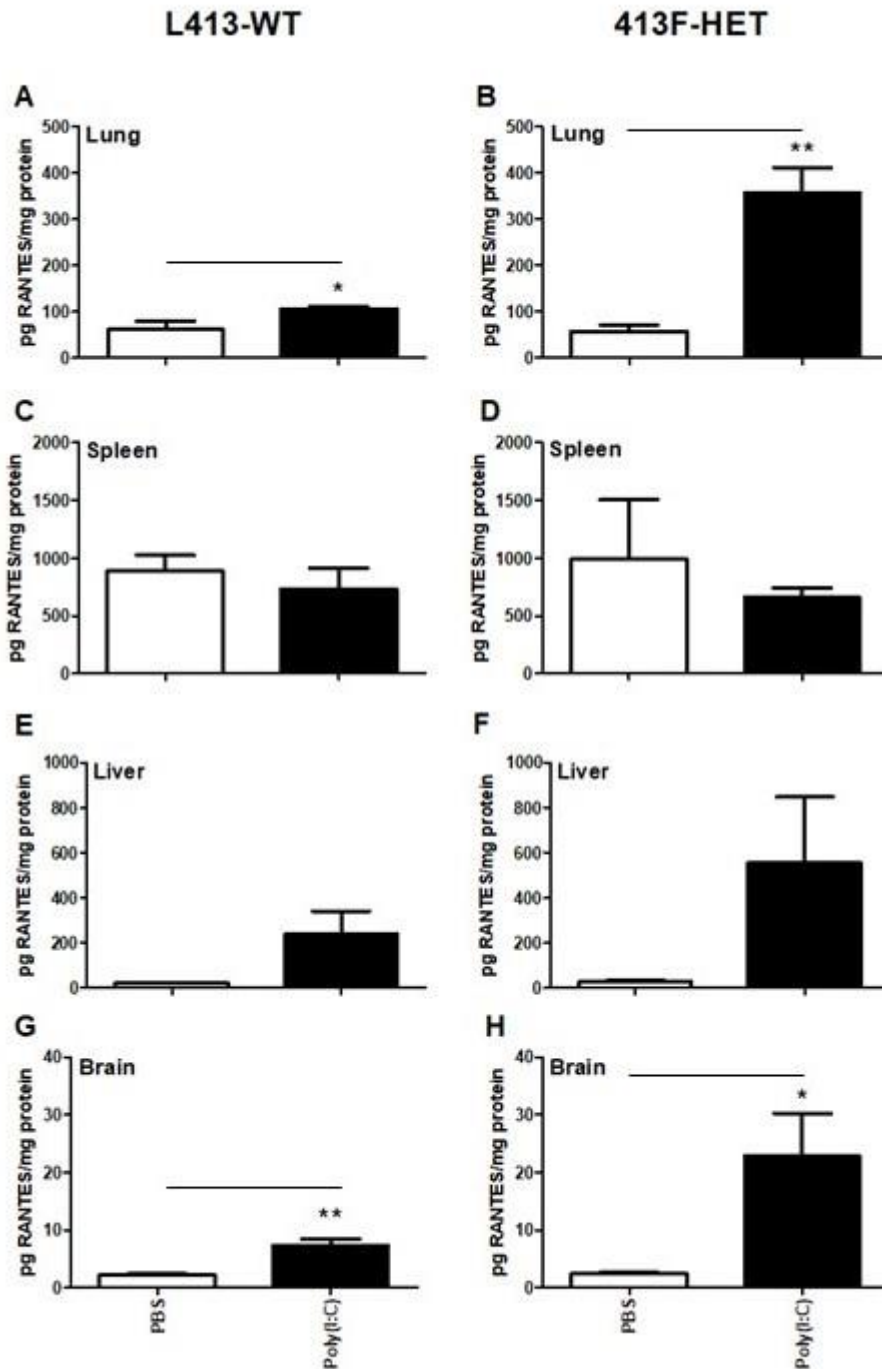 L413-WT
413F-HET
A
Lung
pg RANTES/mg protein
500
400
300
200
100
0
*
B
Lung
pg RANTES/mg protein
500
400
300
200
100
0
**
C
Spleen
pg RANTES/mg protein
2000
1500
1000
500
0
D
Spleen
pg RANTES/mg protein
2000
1500
1000
500
0
E
Liver
pg RANTES/mg protein
1000
800
600
400
200
0
F
Liver
pg RANTES/mg protein
1000
800
600
400
200
0
G
Brain
pg RANTES/mg protein
40
30
20
10
0
**
PBS
Poly(I:C)
H
Brain
pg RANTES/mg protein
40
30
20
10
0
*
PBS
Poly(I:C)